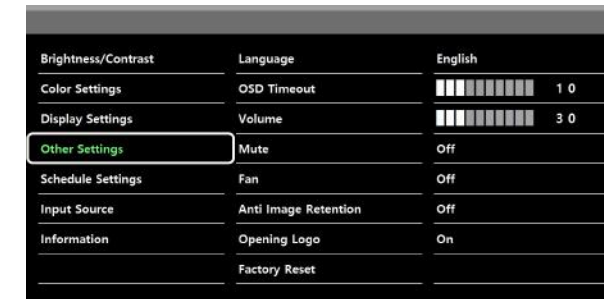 Brightness/Contrast Language English
Color Settings OSD Timeout 10
Display Settings Volume 30
Other Settings Mute Off
Schedule Settings Fan Off
Input Source Anti Image Retention Off
Information Opening Logo On
Factory Reset